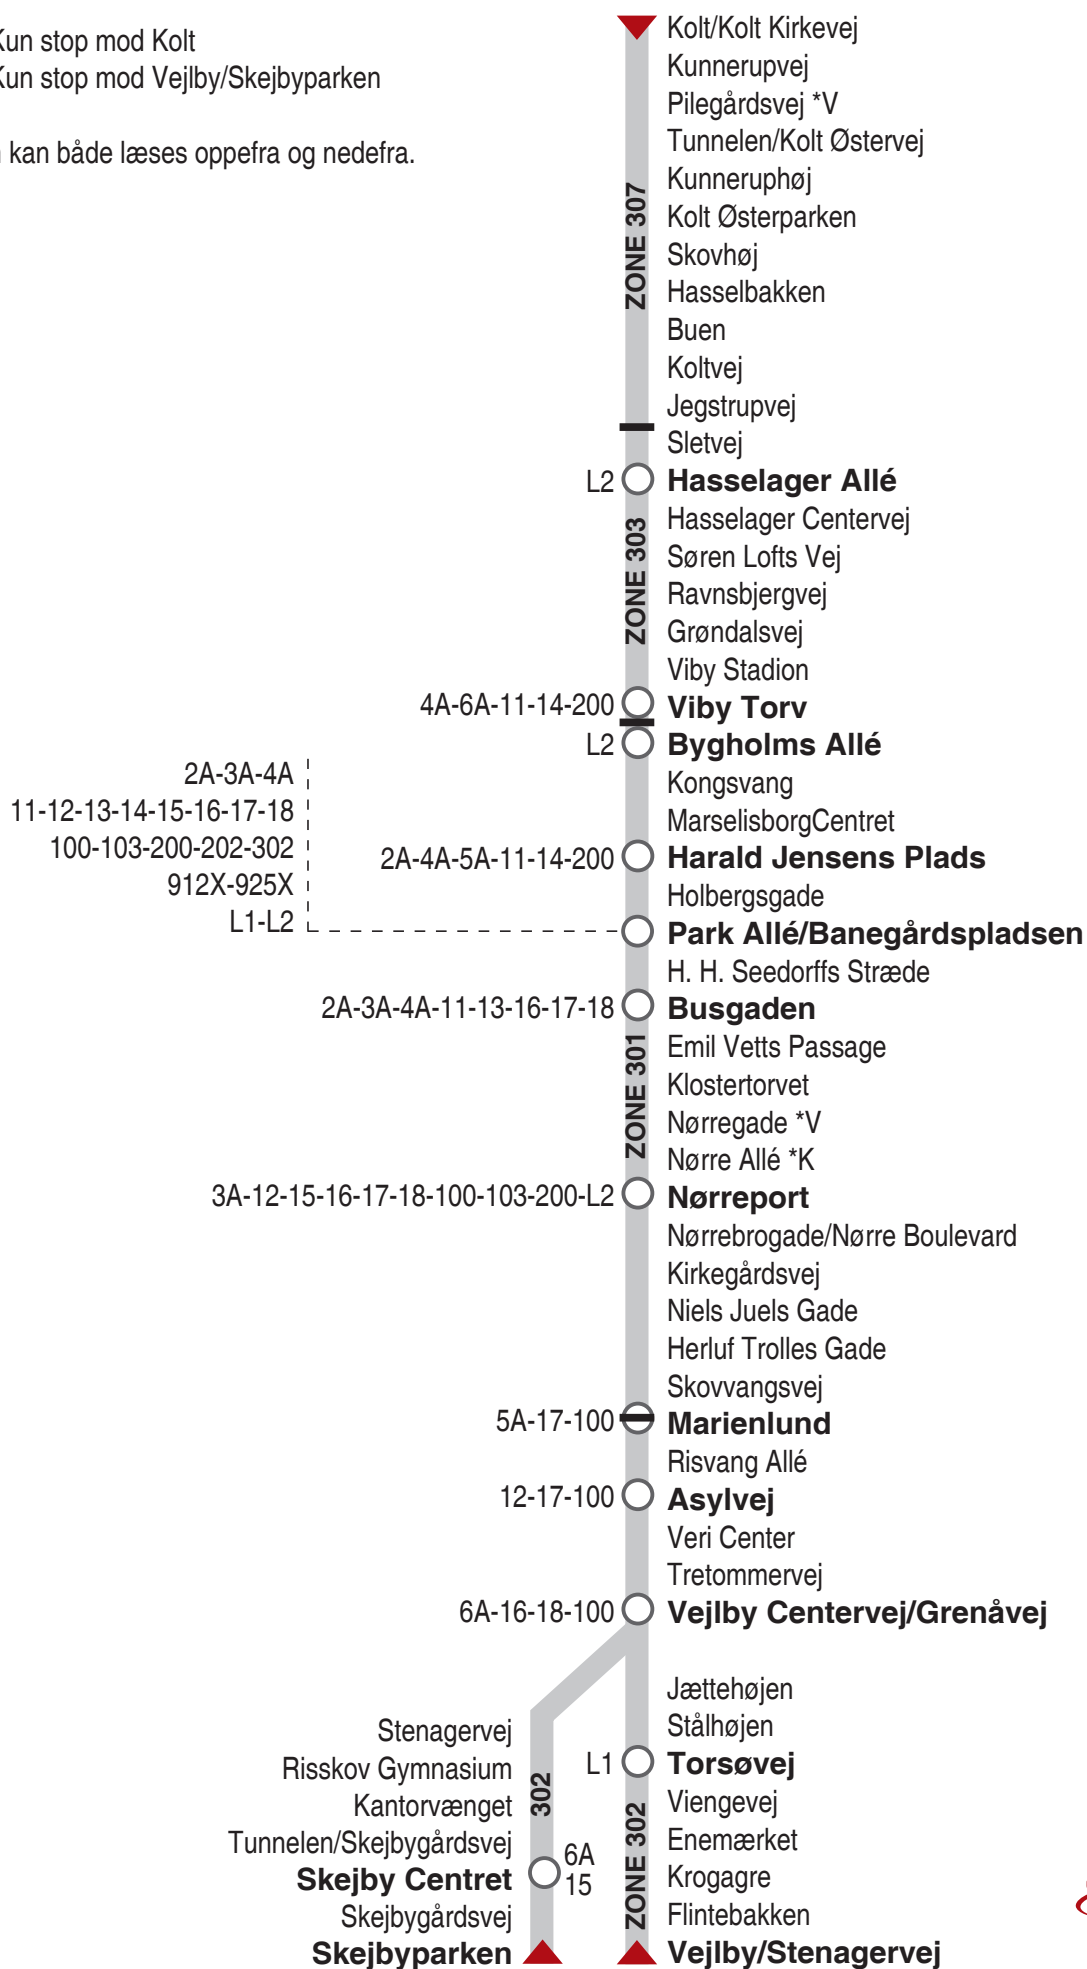 Kun stop mod Kolt
Kun stop mod Vejlby/Skejbyparken
kan både læses oppefra og nedefra.
Kolt/Kolt Kirkevej
Kunnerupvej
Pilegårdsvej *V
Tunnelen/Kolt Østervej
Kunneruphøj
Kolt Østerparken
Skovhøj
Hasselbakken
Buen
Koltvej
Jegstrupvej
ZONE 307
Sletvej
L2 Hasselager Allé
Hasselager Centervej
Søren Lofts Vej
Ravnsbjergvej
Grøndalsvej
Viby Stadion
ZONE 303
4A-6A-11-14-200 Viby Torv
L2 Bygholms Allé
Kongsvang
MarselisborgCentret
2A-4A-5A-11-14-200 Harald Jensens Plads
Holbergsgade
2A-3A-4A
11-12-13-14-15-16-17-18
100-103-200-202-302
912X-925X
L1-L2
Park Allé/Banegårdspladsen
H. H. Seedorffs Stræde
2A-3A-4A-11-13-16-17-18 Busgaden
ZONE 301
Emil Vetts Passage
Klostertorvet
Nørregade *V
Nørre Allé *K
3A-12-15-16-17-18-100-103-200-L2 Nørreport
Nørrebrogade/Nørre Boulevard
Kirkegårdsvej
Niels Juels Gade
Herluf Trolles Gade
Skovvangsvej
5A-17-100 Marienlund
Risvang Allé
12-17-100 Asylvej
Veri Center
Tretommervej
6A-16-18-100 Vejlby Centervej/Grenåvej
Jættehøjen
Stålhøjen
L1 Torsøvej
Viengevej
Enemærket
Krogagre
Flintebakken
Vejlby/Stenagervej
ZONE 302
Stenagervej
Risskov Gymnasium
Kantorvænget
Tunnelen/Skejbygårdsvej
302
Skejby Centret 6A
15
Skejbygårdsvej
Skejbyparken